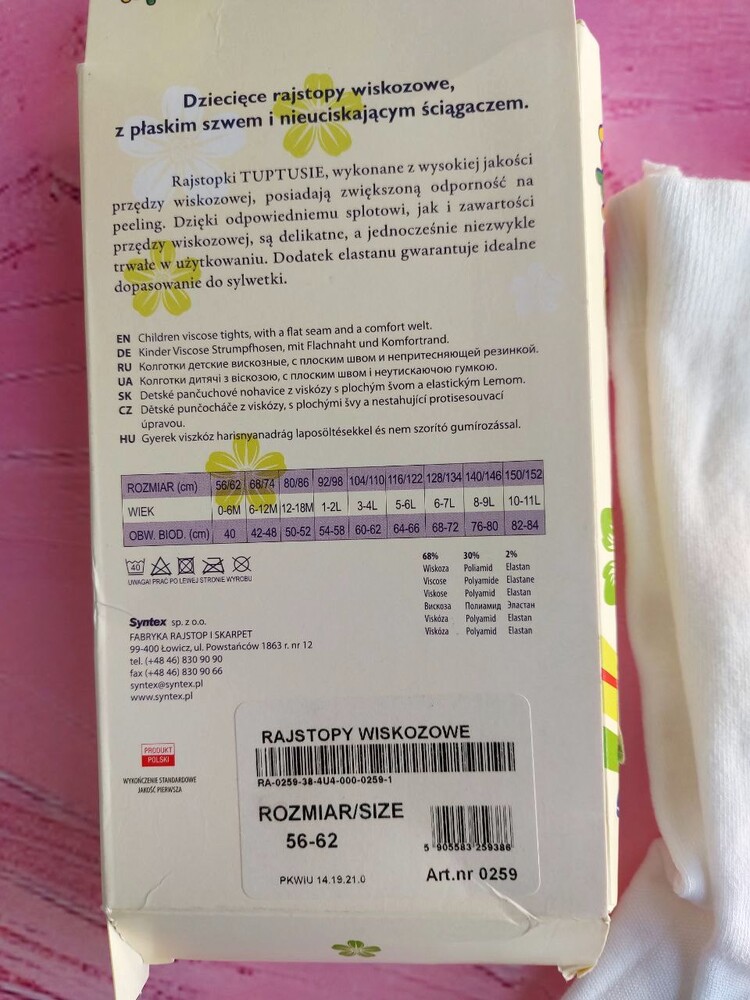 Dziecięce rajstopy wiskozowe,
z płaskim szwem i nieuciskającym ściągaczem.
Rajstopki TUPTUSIE, wykonane z wysokiej jakości
przędzy wiskozowej, posiadają zwiększoną odporność na
peeling. Dzięki odpowiedniemu splotowi, jak i zawartości
przędzy wiskozowej, są delikatne, a jednocześnie niezwykle
trwałe w użytkowaniu. Dodatek elastanu gwarantuje idealne
dopasowanie do sylwetki.
EN Children viscose tights, with a flat seam and a comfort welt.
DE Kinder Viscose Strumpfhosen, mit Flachnaht und Komfortrand.
RU Колготки детские вискозные, с плоским швом и непритесняющей резинкой.
UA Колготки дитячі з віскозою, с плоским швом і неутискаючою гумкою.
SK Detské pančuchové nohavice z viskózy s plochým švom a elastickým Lemom.
CZ Dětské punčocháče z viskózy, s plochými švy a nestahující protisesouvací
úpravou.
HU Gyerek viszkóz harisnyanadrág laposöltésekkel és nem szorító gumírozással.
ROZMIAR (cm) 56/62 68/74 80/86 92/98 104/110 116/122 128/134 140/146 150/152
WIEK 0-6M 6-12M 12-18M 1-2L 3-4L 5-6L 6-7L 8-9L 10-11L
OBW. BIOD. (cm) 40 42-48 50-52 54-58 60-62 64-66 68-72 76-80 82-84
40
UWAGA! PRAĆ PO LEWEJ STRONIE WYROBU
68% 30% 2%
Wiskoza Poliamid Elastan
Viscose Polyamide Elastane
Viskose Polyamid Elastan
Вискоза Полиамид Эластан
Viskóza Polyamid Elastan
Viskóza Polyamid Elastan
Syntex sp. z o.o.
FABRYKA RAJSTOP I SKARPET
99-400 Łowicz, ul. Powstańców 1863 r. nr 12
tel. (+48 46) 830 90 90
fax (+48 46) 830 90 66
syntex@syntex.pl
www.syntex.pl
PRODUKT
POLSKI
WYKOŃCZENIE STANDARDOWE
JAKOŚĆ PIERWSZA
RAJSTOPY WISKOZOWE
RA-0259-38-4U4-000-0259-1
ROZMIAR/SIZE
56-62
5 905583 259386
PKWiU 14.19.21.0
Art.nr 0259